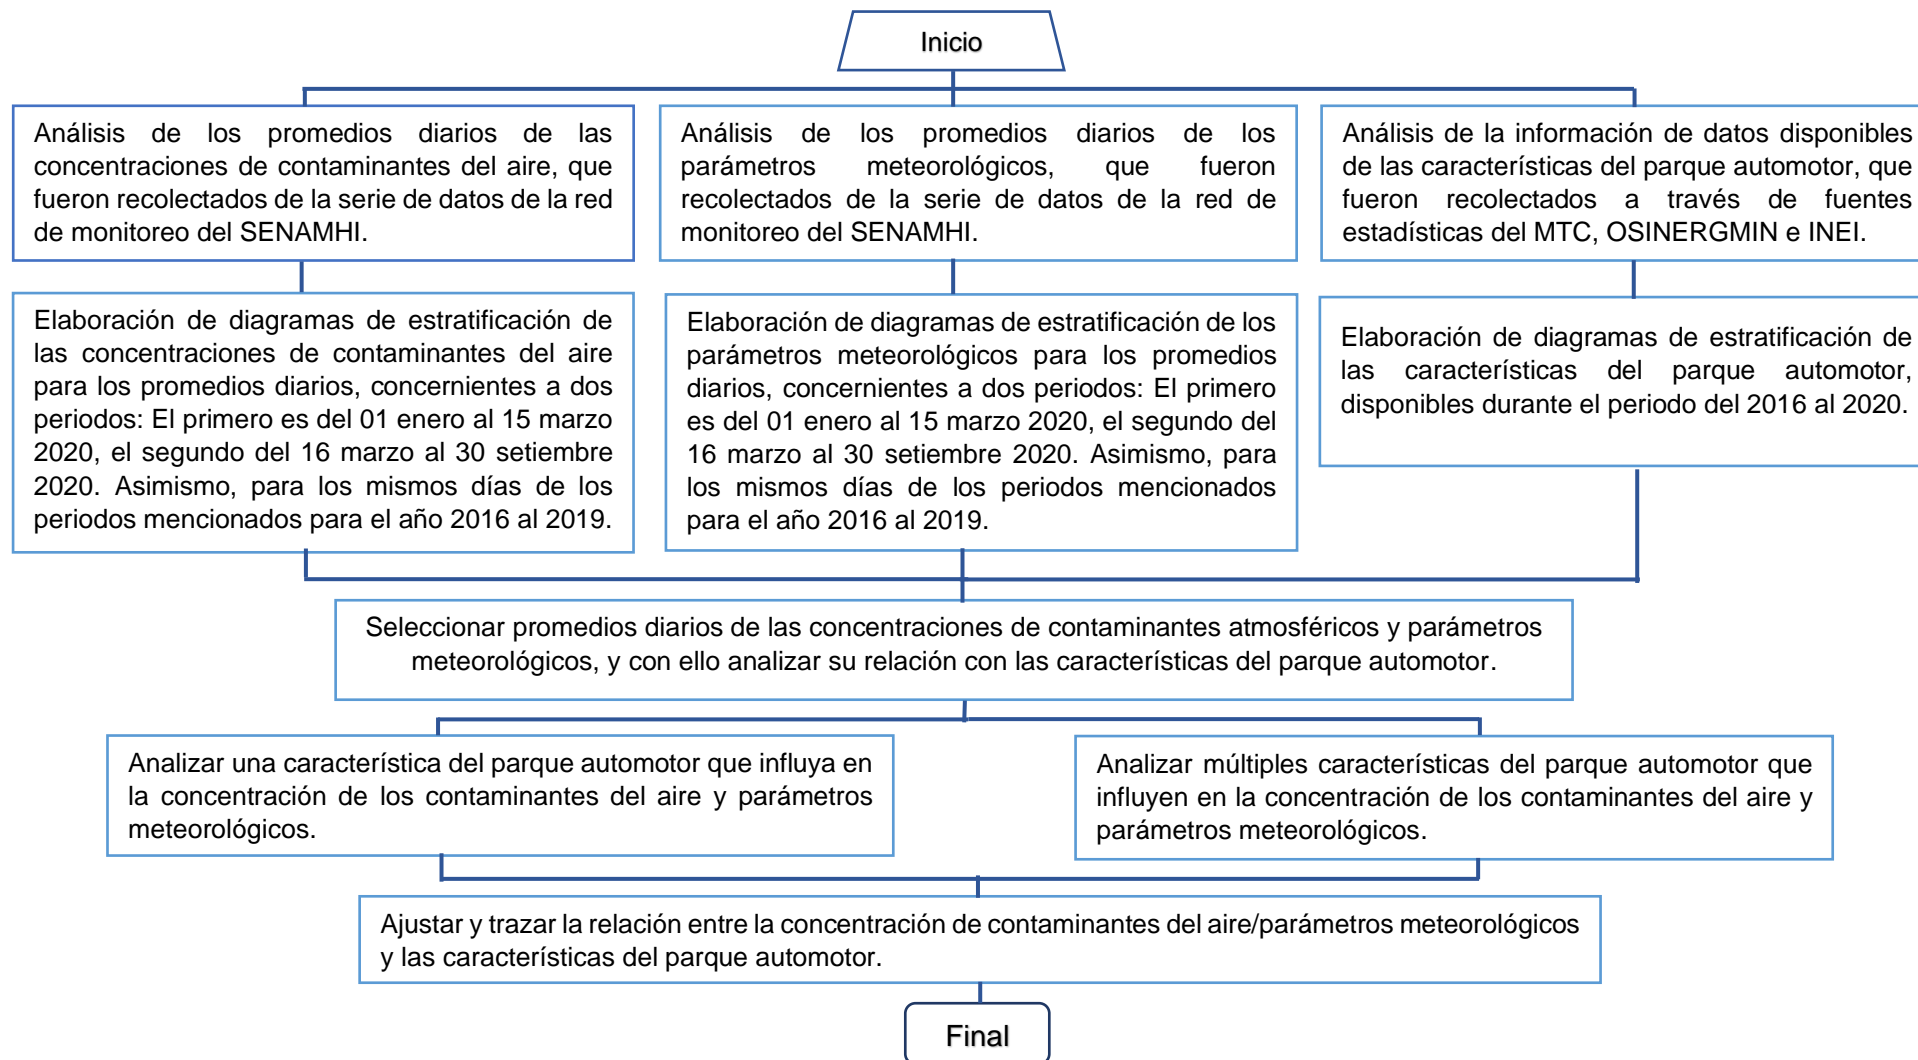 Inicio
Análisis de los promedios diarios de las
concentraciones de contaminantes del aire, que
fueron recolectados de la serie de datos de la red
de monitoreo del SENAMHI.
Análisis de los promedios diarios de los
parámetros meteorológicos, que fueron
recolectados de la serie de datos de la red de
monitoreo del SENAMHI.
Análisis de la información de datos disponibles
de las características del parque automotor, que
fueron recolectados a través de fuentes
estadísticas del MTC, OSINERGMIN e INEI.
Elaboración de diagramas de estratificación de
las concentraciones de contaminantes del aire
para los promedios diarios, concernientes a dos
periodos: El primero es del 01 enero al 15 marzo
2020, el segundo del 16 marzo al 30 setiembre
2020. Asimismo, para los mismos días de los
periodos mencionados para el año 2016 al 2019.
Elaboración de diagramas de estratificación de los
parámetros meteorológicos para los promedios
diarios, concernientes a dos periodos: El primero
es del 01 enero al 15 marzo 2020, el segundo del
16 marzo al 30 setiembre 2020. Asimismo, para
los mismos días de los periodos mencionados
para el año 2016 al 2019.
Elaboración de diagramas de estratificación de
las características del parque automotor,
disponibles durante el periodo del 2016 al 2020.
Seleccionar promedios diarios de las concentraciones de contaminantes atmosféricos y parámetros
meteorológicos, y con ello analizar su relación con las características del parque automotor.
Analizar una característica del parque automotor que influya en
la concentración de los contaminantes del aire y parámetros
meteorológicos.
Analizar múltiples características del parque automotor que
influyen en la concentración de los contaminantes del aire y
parámetros meteorológicos.
Ajustar y trazar la relación entre la concentración de contaminantes del aire/parámetros meteorológicos
y las características del parque automotor.
Final